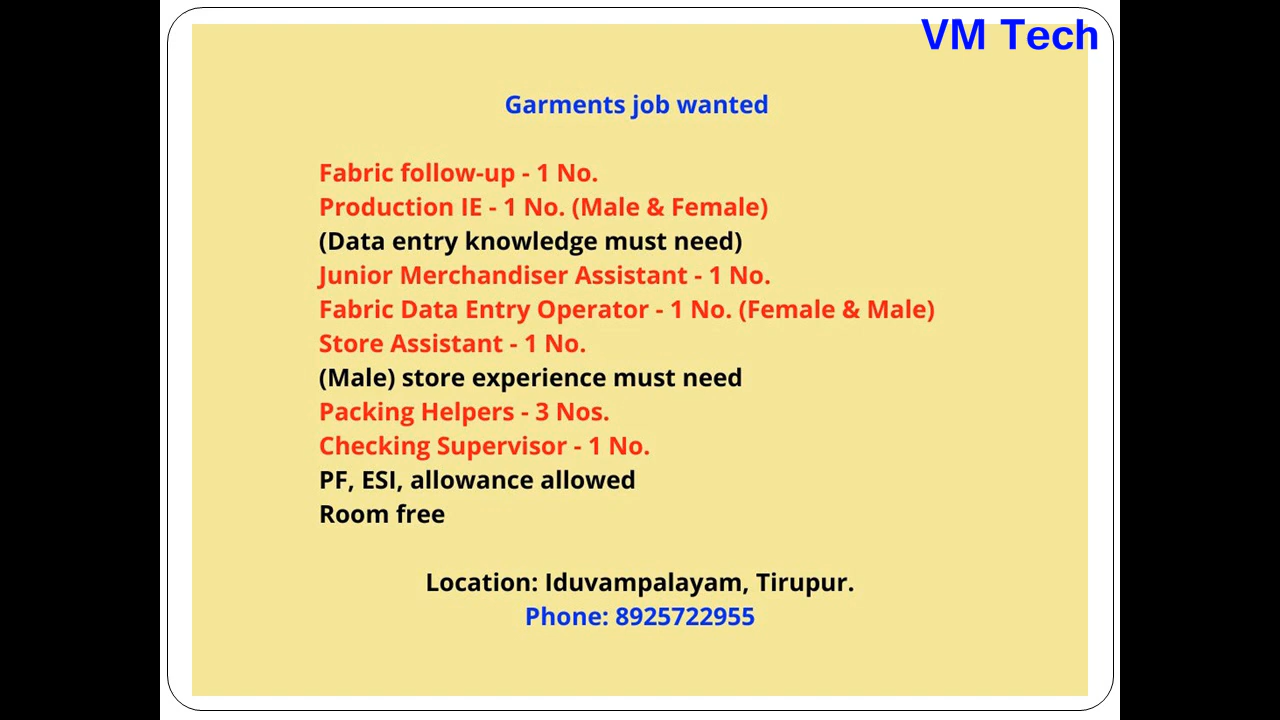 VM Tech
Garments job wanted
Fabric follow-up - 1 No.
Production IE - 1 No. (Male & Female)
(Data entry knowledge must need)
Junior Merchandiser Assistant - 1 No.
Fabric Data Entry Operator - 1 No. (Female & Male)
Store Assistant - 1 No.
(Male) store experience must need
Packing Helpers - 3 Nos.
Checking Supervisor - 1 No.
PF, ESI, allowance allowed
Room free
Location: Iduvampalayam, Tirupur.
Phone: 8925722955